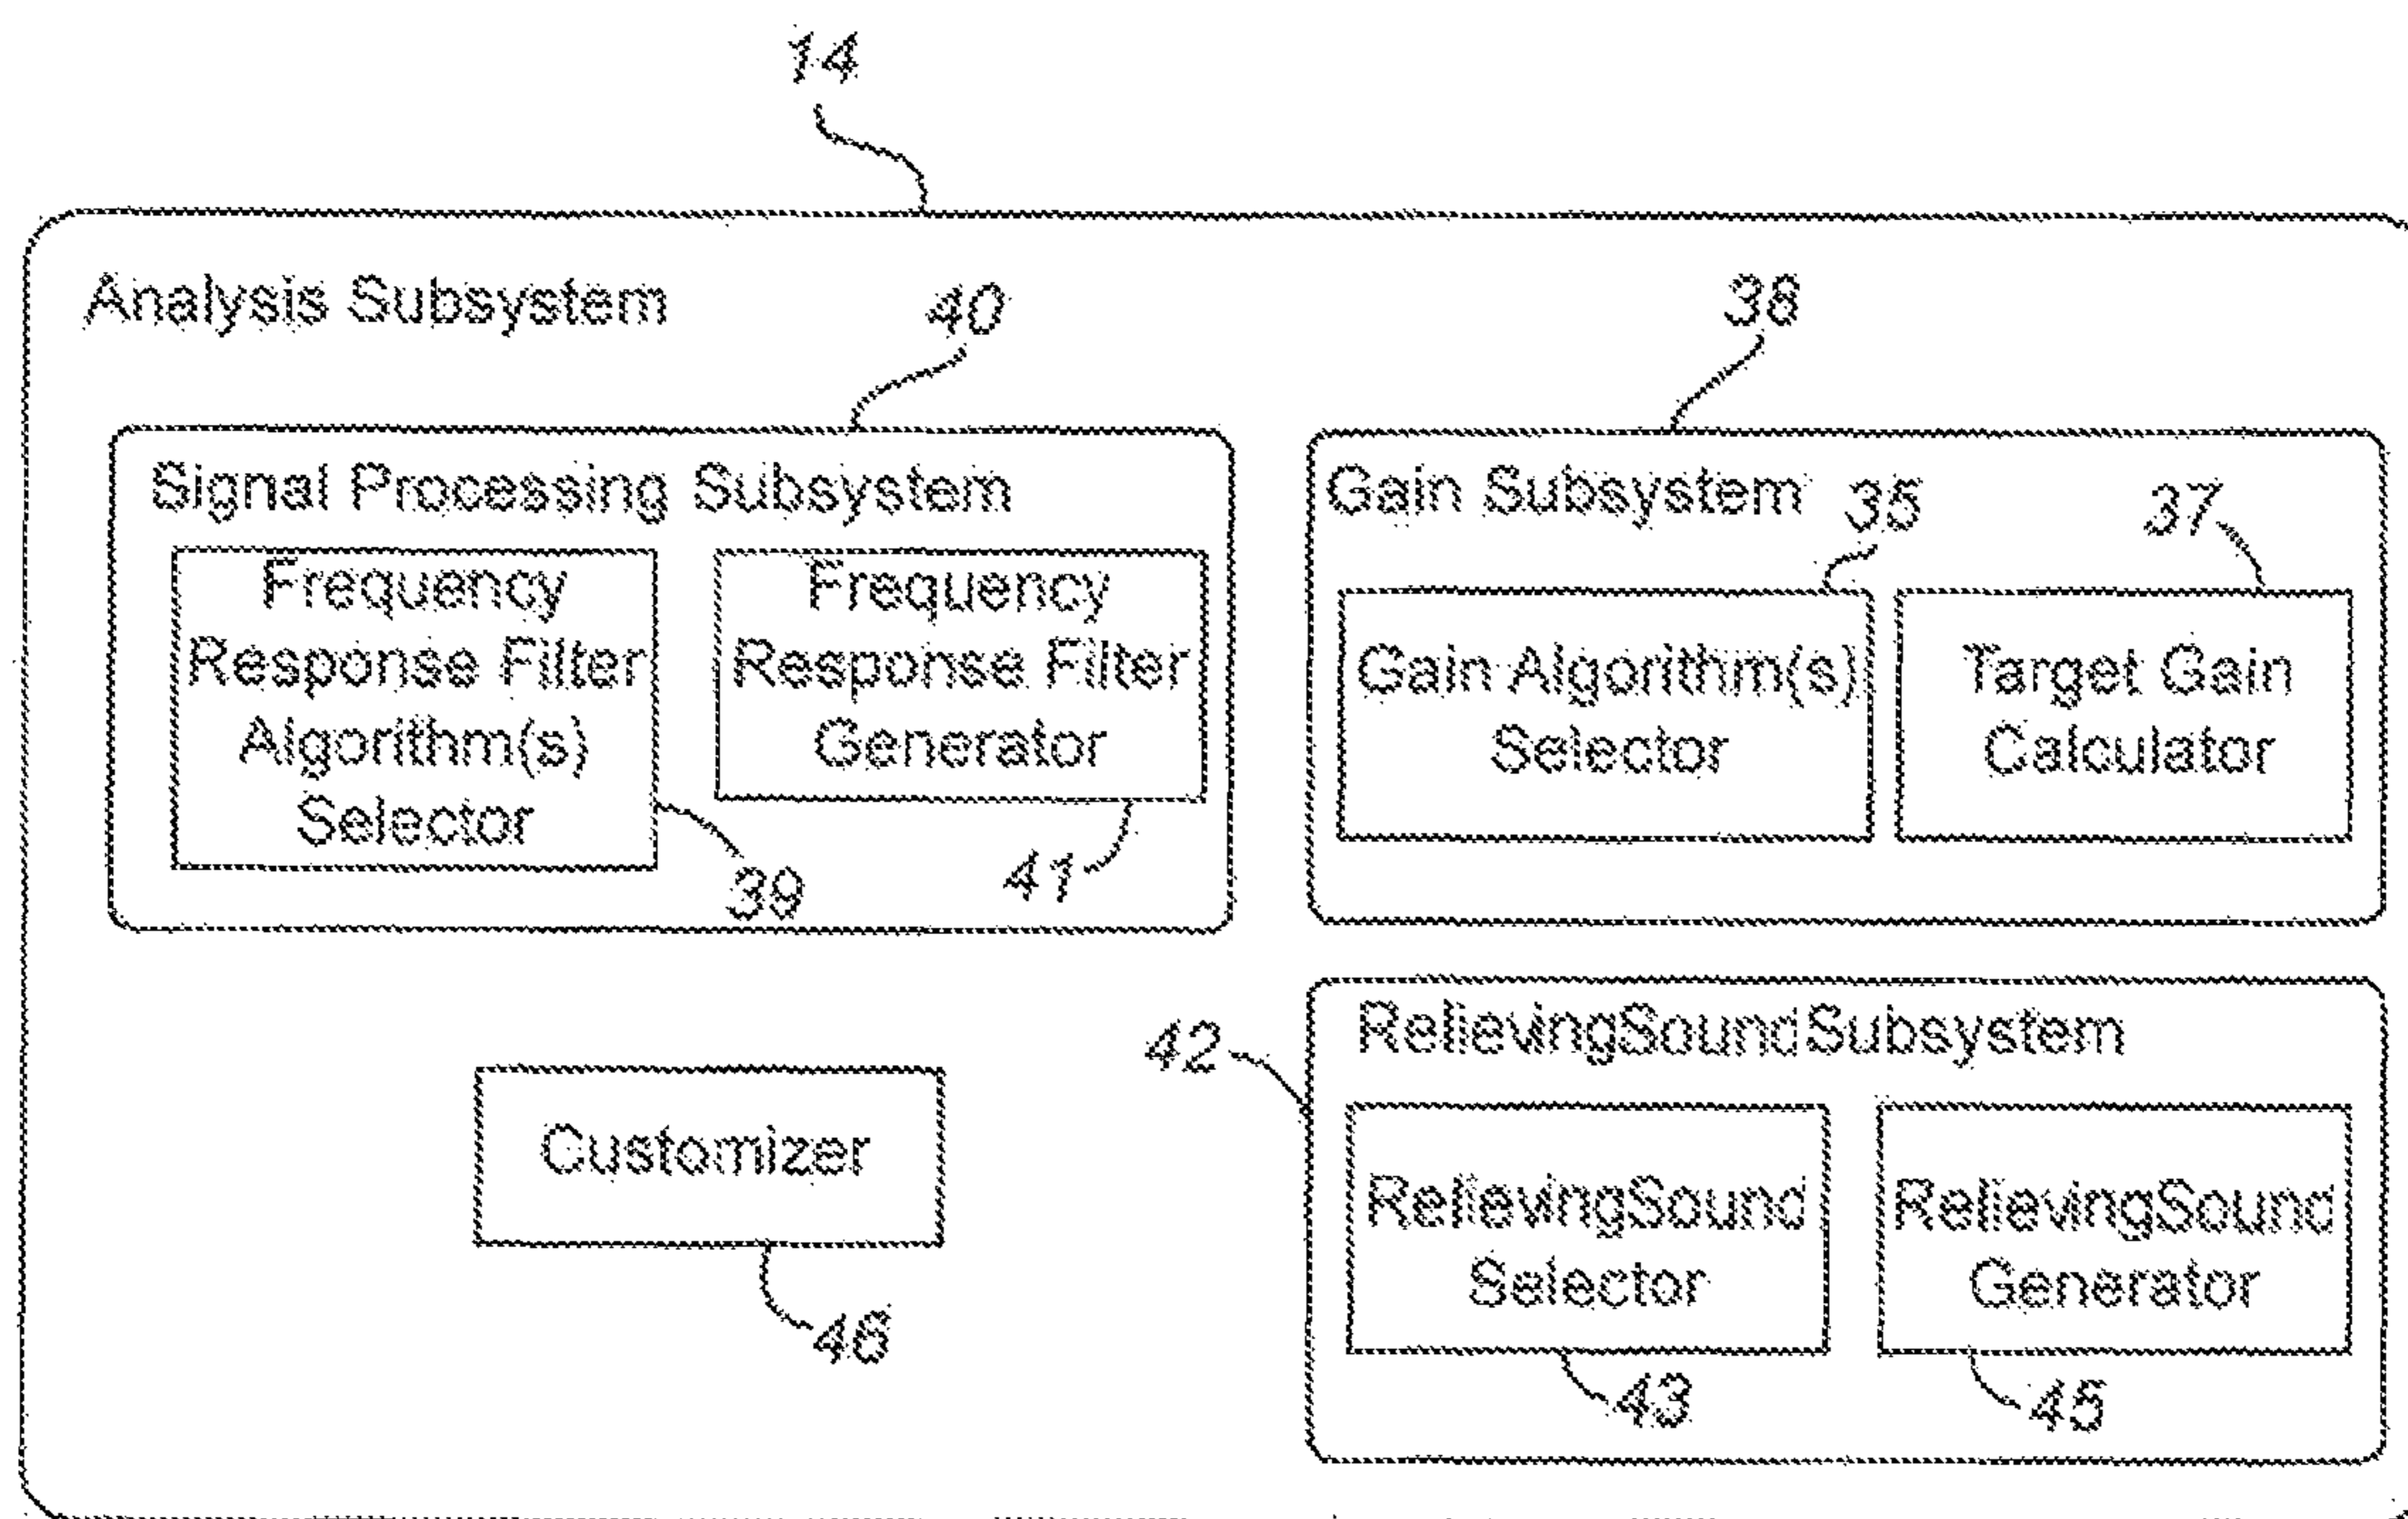 14
Analysis Subsystem
40
38
Signal Processing Subsystem
Frequency
Response Filter
Algorithm(s)
Selector
39
Frequency
Response Filter
Generator
41
Gain Subsystem
35
37
Gain Algorithm(s)
Selector
Target Gain
Calculator
42
RelievingSoundSubsystem
RelievingSound
Selector
43
RelievingSound
Generator
45
Customizer
46